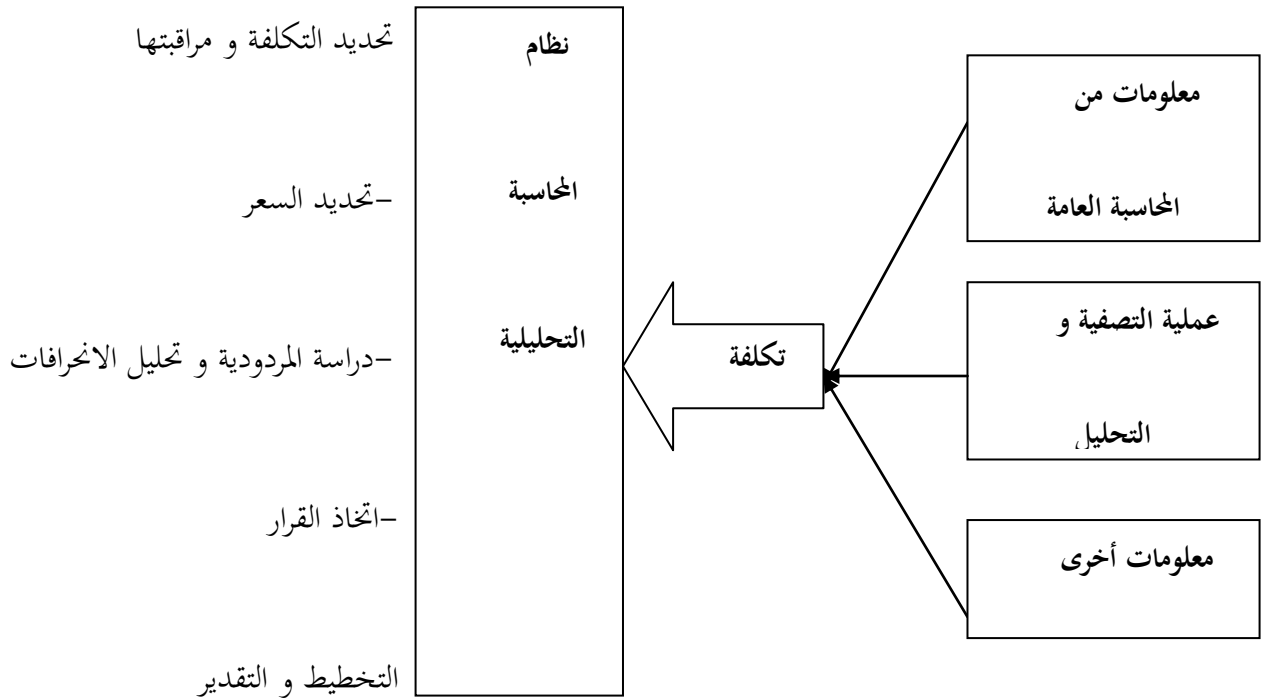 معلومات من
المحاسبة العامة
عملية التصفية و
التحليل
معلومات أخرى
تكلفة
نظام
المحاسبة
التحليلية
تحديد التكلفة و مراقبتها
–تحديد السعر
–دراسة المردودية و تحليل الانحرافات
–اتخاذ القرار
التخطيط و التقدير